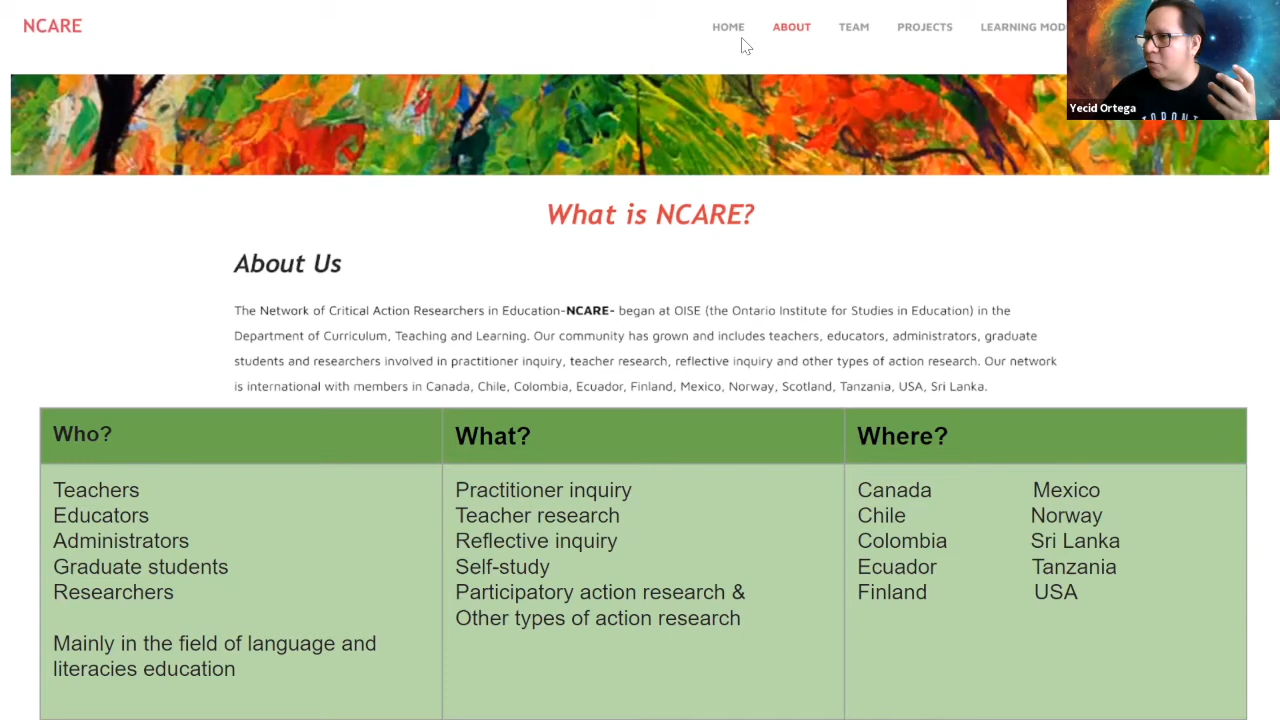 NCARE
HOME ABOUT TEAM PROJECTS LEARNING MOD
Yecid Ortega
What is NCARE?
About Us
The Network of Critical Action Researchers in Education-NCARE- began at OISE (the Ontario Institute for Studies in Education) in the
Department of Curriculum, Teaching and Learning. Our community has grown and includes teachers, educators, administrators, graduate
students and researchers involved in practitioner inquiry, teacher research, reflective inquiry and other types of action research. Our network
is international with members in Canada, Chile, Colombia, Ecuador, Finland, Mexico, Norway, Scotland, Tanzania, USA, Sri Lanka.
Who?
Teachers
Educators
Administrators
Graduate students
Researchers
Mainly in the field of language and
literacies education
What?
Practitioner inquiry
Teacher research
Reflective inquiry
Self-study
Participatory action research &
Other types of action research
Where?
Canada Mexico
Chile Norway
Colombia Sri Lanka
Ecuador Tanzania
Finland USA